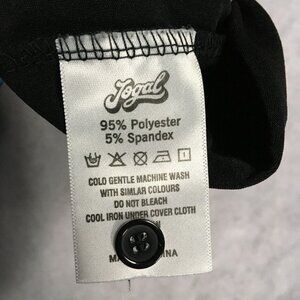 Jogal
95% Polyester
5% Spandex
COLD GENTLE MACHINE WASH
WITH SIMLAR COLOURS
DO NOT BLEACH
COOL IRON UNDER COVER CLOTH